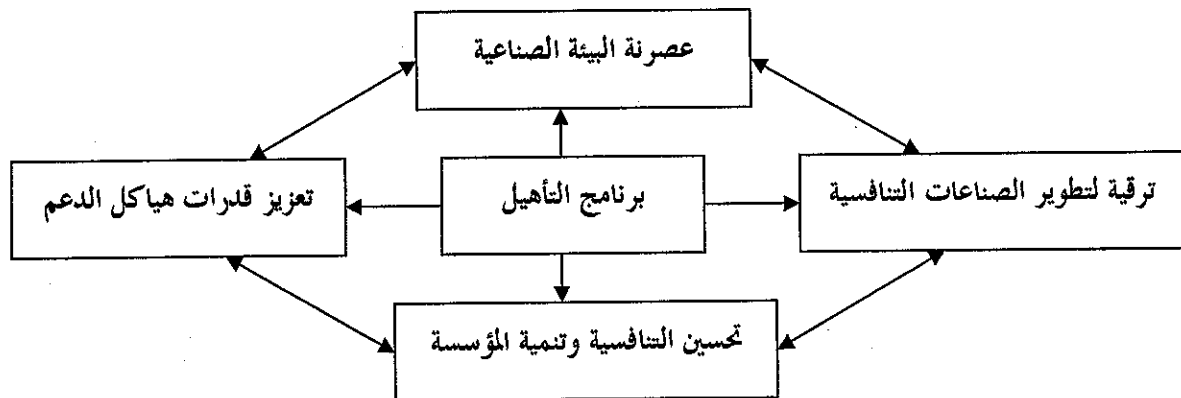 عصرنة البيئة الصناعية
ترقية لتطوير الصناعات التنافسية
برنامج التأهيل
تعزيز قدرات هياكل الدعم
تحسين التنافسية وتنمية المؤسسة